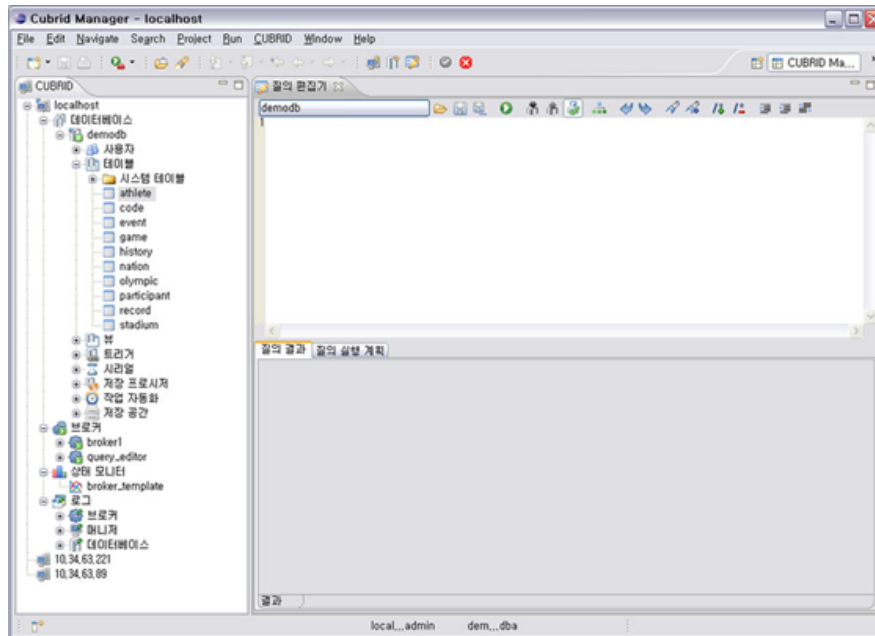 Cubrid Manager - localhost
File Edit Navigate Search Project Run CUBRID Window Help
CUBRID Ma...
CUBRID
질의 편집기
demodb
localhost
데이터베이스
demodb
사용자
테이블
시스템 테이블
athlete
code
event
game
history
nation
olympic
participant
record
stadium
뷰
트리거
시리얼
저장 프로시저
작업 자동화
저장 공간
브로커
broker1
query_editor
상태 모니터
broker_template
로그
브로커
매니저
데이터베이스
10,34,63,221
10,34,63,89
1
질의 결과 질의 실행 계획
결과
local,,,admin dem,,,dba